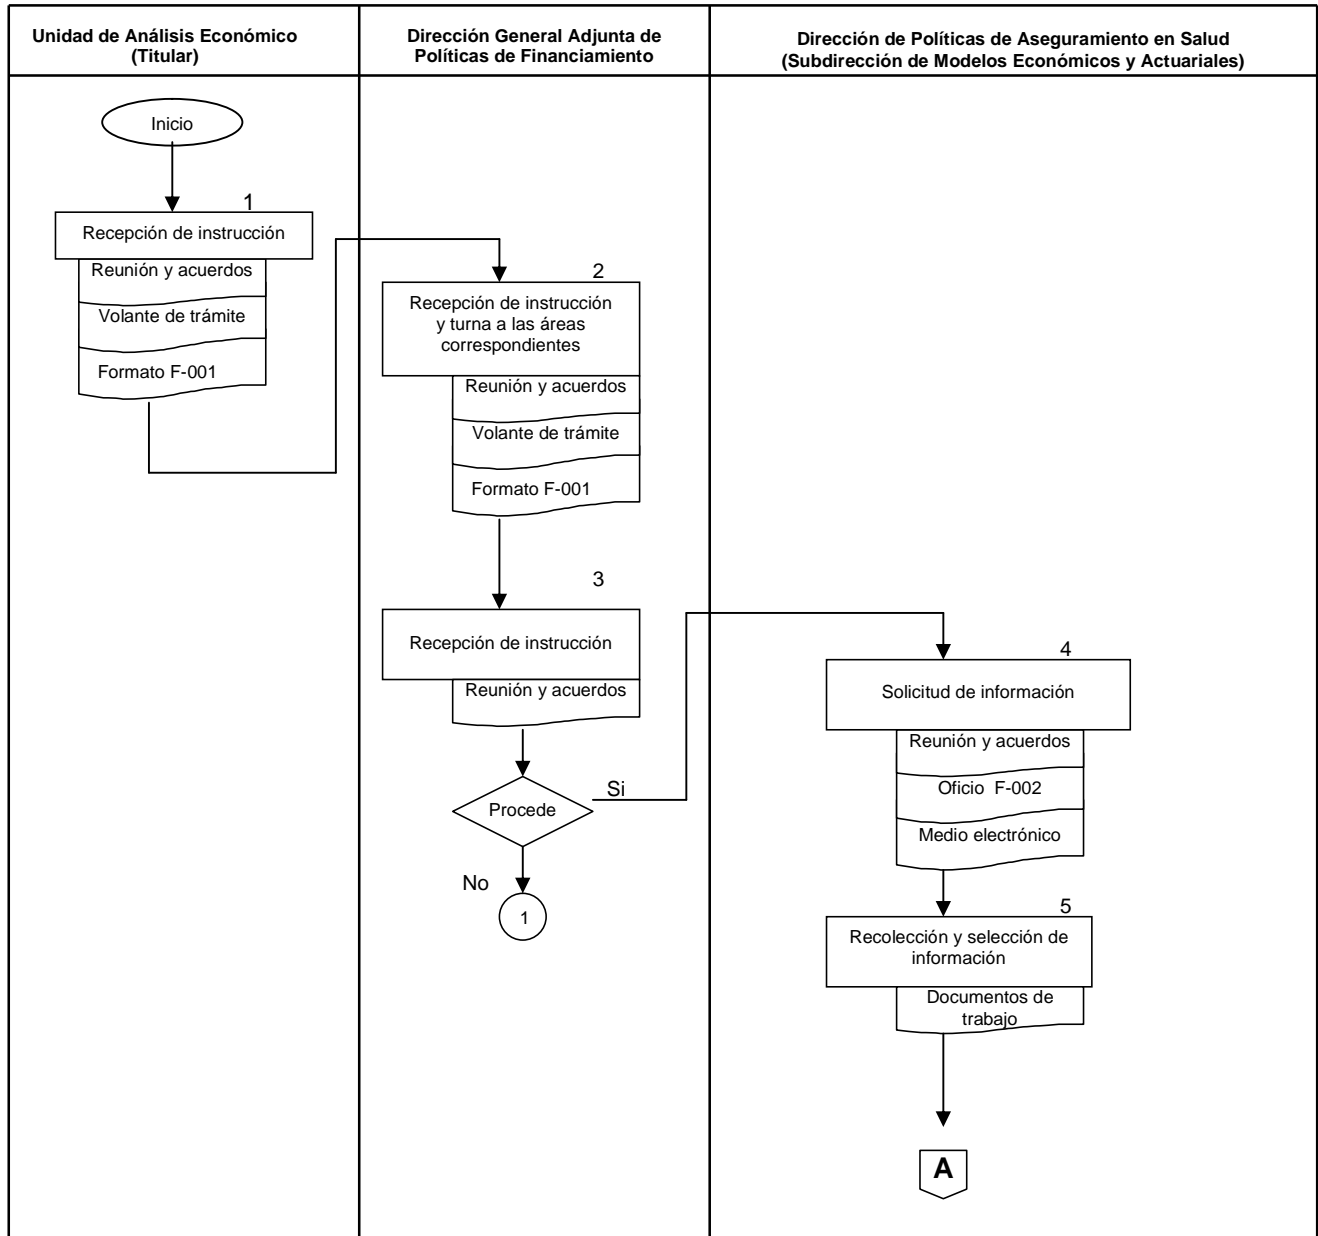 Unidad de Análisis Económico
(Titular)
Dirección General Adjunta de
Políticas de Financiamiento
Dirección de Políticas de Aseguramiento en Salud
(Subdirección de Modelos Económicos y Actuariales)
Inicio
1
Recepción de instrucción
Reunión y acuerdos
Volante de trámite
Formato F-001
2
Recepción de instrucción
y turna a las áreas
correspondientes
Reunión y acuerdos
Volante de trámite
Formato F-001
3
Recepción de instrucción
Reunión y acuerdos
Procede
Si
No
1
4
Solicitud de información
Reunión y acuerdos
Oficio F-002
Medio electrónico
5
Recolección y selección de
información
Documentos de
trabajo
A